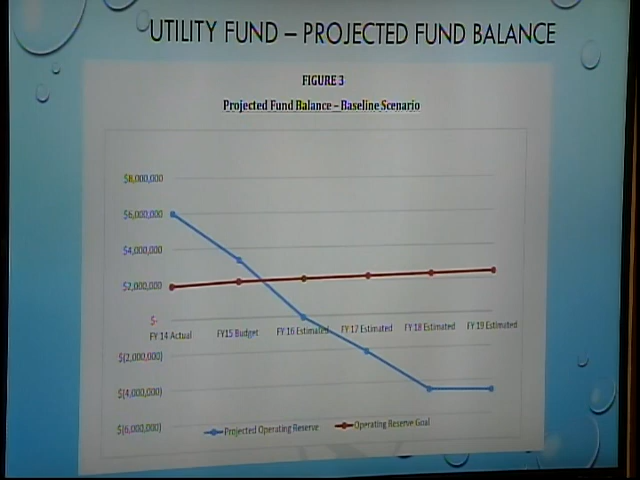 UTILITY FUND – PROJECTED FUND BALANCE
FIGURE 3
Projected Fund Balance – Baseline Scenario
$8,000,000
$6,000,000
$4,000,000
$2,000,000
$-
FY 14 Actual FY15 Budget FY 16 Estimated FY 17 Estimated FY 18 Estimated FY 19 Estimated
$(2,000,000)
$(4,000,000)
$(6,000,000)
Projected Operating Reserve Operating Reserve Goal